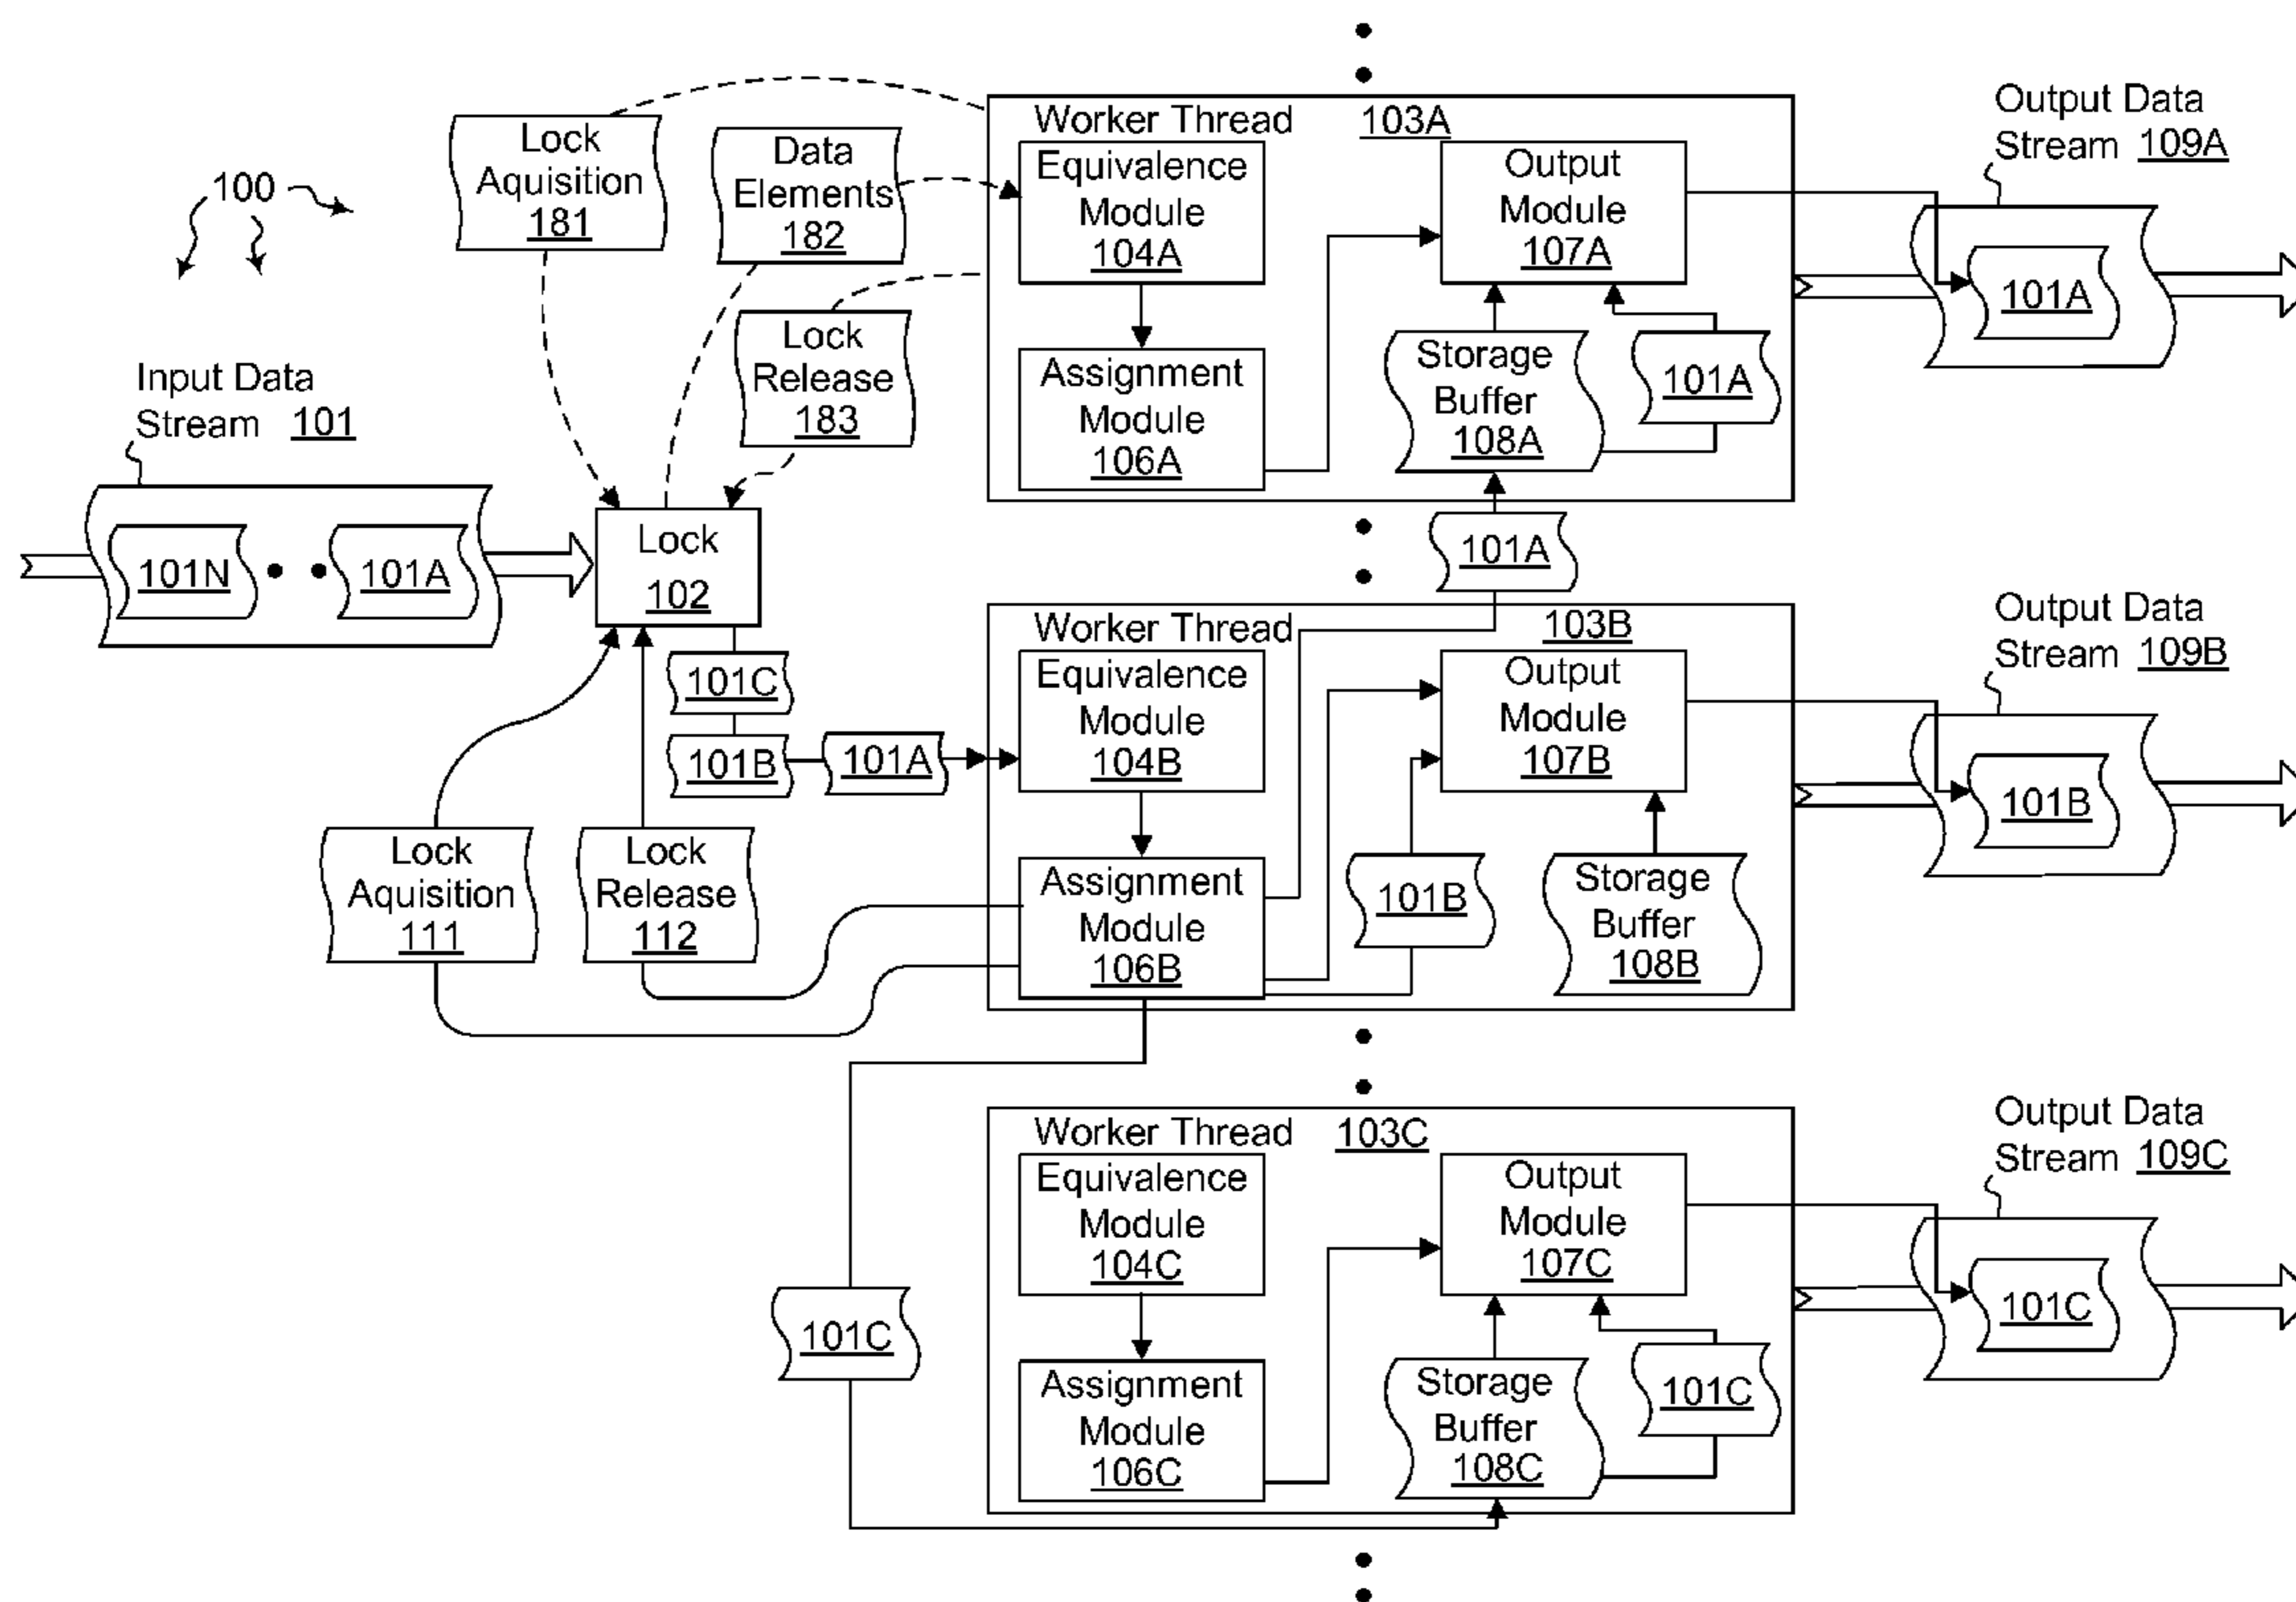 100
Lock
Aquisition
181
Data
Elements
182
Lock
Release
183
Input Data
Stream 101
101N
101A
Lock
102
101C
101B
101A
Lock
Aquisition
111
Lock
Release
112
Worker Thread 103A
Equivalence
Module
104A
Assignment
Module
106A
Output
Module
107A
Storage
Buffer
108A
101A
Output Data
Stream 109A
101A
101A
Worker Thread 103B
Equivalence
Module
104B
Assignment
Module
106B
Output
Module
107B
101B
Storage
Buffer
108B
Output Data
Stream 109B
101B
101C
Worker Thread 103C
Equivalence
Module
104C
Assignment
Module
106C
Output
Module
107C
Storage
Buffer
108C
101C
Output Data
Stream 109C
101C